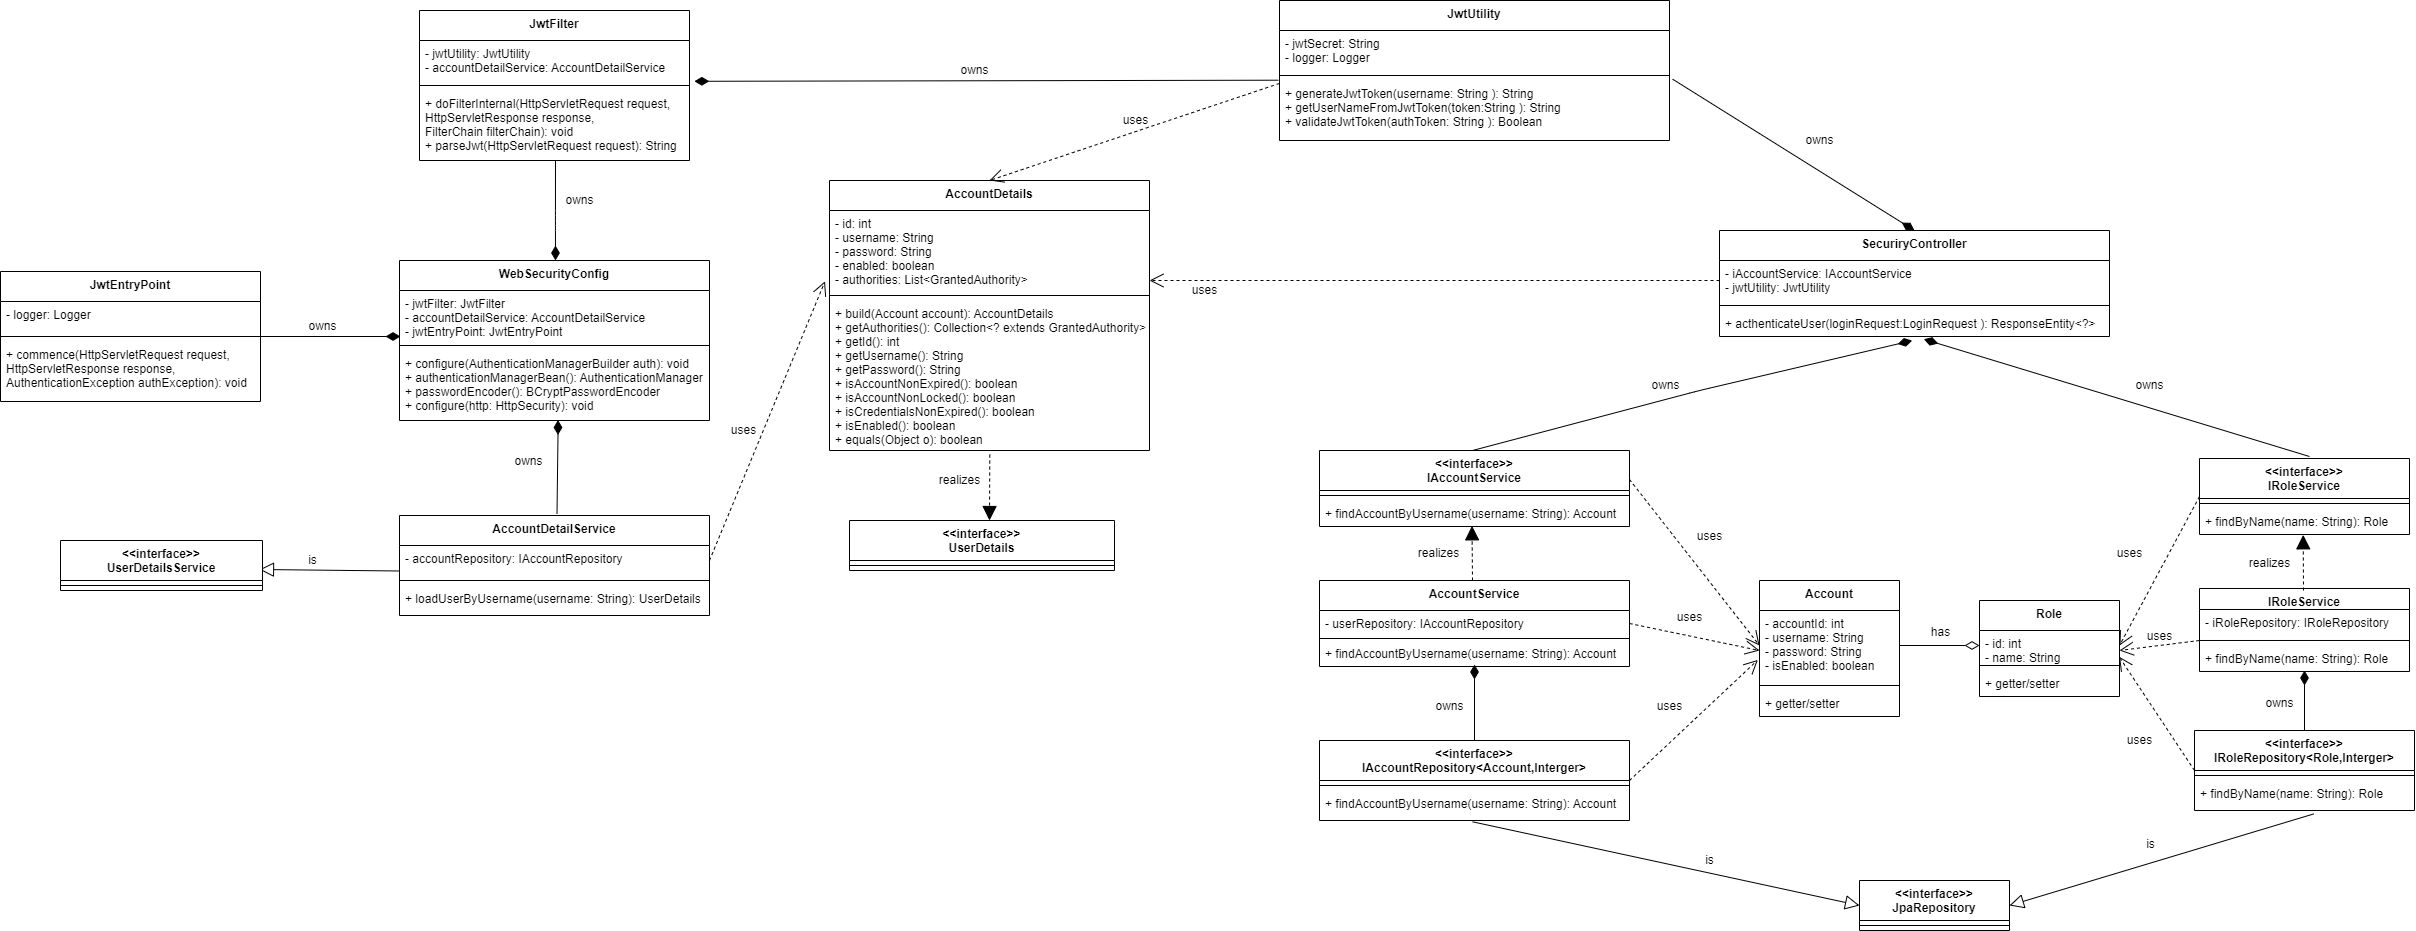 JwtFilter
- jwtUtility: JwtUtility
- accountDetailService: AccountDetailService
+ doFilterInternal(HttpServletRequest request,
HttpServletResponse response,
FilterChain filterChain): void
+ parseJwt(HttpServletRequest request): String
owns
JwtUtility
- jwtSecret: String
- logger: Logger
+ generateJwtToken(username: String ): String
+ getUserNameFromJwtToken(token:String ): String
+ validateJwtToken(authToken: String ): Boolean
uses
owns
owns
AccountDetails
- id: int
- username: String
- password: String
- enabled: boolean
- authorities: List<GrantedAuthority>
+ build(Account account): AccountDetails
+ getAuthorities(): Collection<? extends GrantedAuthority>
+ getId(): int
+ getUsername(): String
+ getPassword(): String
+ isAccountNonExpired(): boolean
+ isAccountNonLocked(): boolean
+ isCredentialsNonExpired(): boolean
+ isEnabled(): boolean
+ equals(Object o): boolean
uses
SecuriryController
- iAccountService: IAccountService
- jwtUtility: JwtUtility
+ acthenticateUser(loginRequest:LoginRequest ): ResponseEntity<?>
JwtEntryPoint
- logger: Logger
+ commence(HttpServletRequest request,
HttpServletResponse response,
AuthenticationException authException): void
owns
WebSecurityConfig
- jwtFilter: JwtFilter
- accountDetailService: AccountDetailService
- jwtEntryPoint: JwtEntryPoint
+ configure(AuthenticationManagerBuilder auth): void
+ authenticationManagerBean(): AuthenticationManager
+ passwordEncoder(): BCryptPasswordEncoder
+ configure(http: HttpSecurity): void
owns
uses
realizes
owns
owns
<<interface>>
UserDetailsService
is
AccountDetailService
- accountRepository: IAccountRepository
+ loadUserByUsername(username: String): UserDetails
<<interface>>
UserDetails
<<interface>>
IAccountService
+ findAccountByUsername(username: String): Account
realizes
uses
<<interface>>
IRoleService
+ findByName(name: String): Role
realizes
uses
AccountService
- userRepository: IAccountRepository
+ findAccountByUsername(username: String): Account
uses
Account
- accountId: int
- username: String
- password: String
- isEnabled: boolean
+ getter/setter
has
Role
- id: int
- name: String
+ getter/setter
uses
IRoleService
- iRoleRepository: IRoleRepository
+ findByName(name: String): Role
owns
uses
owns
uses
<<interface>>
IAccountRepository<Account,Interger>
+ findAccountByUsername(username: String): Account
<<interface>>
IRoleRepository<Role,Interger>
+ findByName(name: String): Role
is
is
<<interface>>
JpaRepository